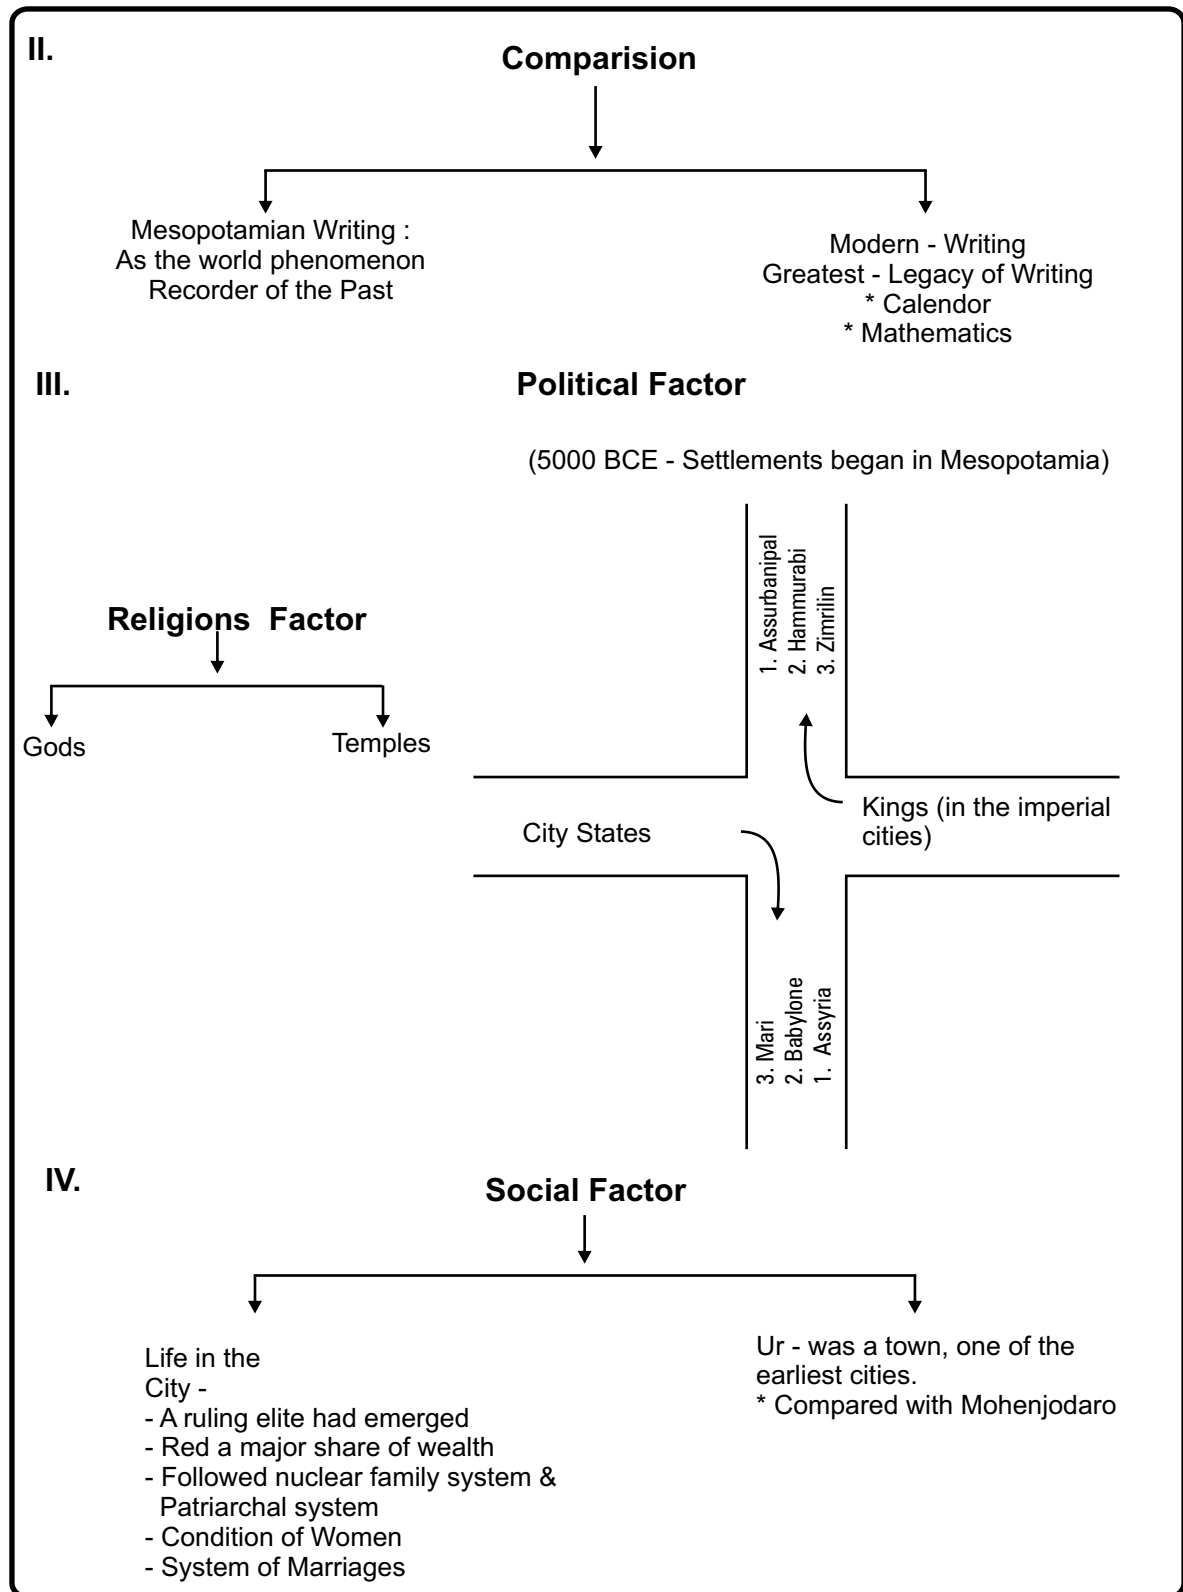 II.
Comparision
Mesopotamian Writing :
As the world phenomenon
Recorder of the Past
Modern - Writing
Greatest - Legacy of Writing
* Calendor
* Mathematics
III.
Political Factor
(5000 BCE - Settlements began in Mesopotamia)
1. Assurbanipal
2. Hammurabi
3. Zimrilin
Religions Factor
Gods
Temples
City States
Kings (in the imperial
cities)
3. Mari
2. Babylone
1. Assyria
IV.
Social Factor
Life in the
City -
- A ruling elite had emerged
- Red a major share of wealth
- Followed nuclear family system &
Patriarchal system
- Condition of Women
- System of Marriages
Ur - was a town, one of the
earliest cities.
* Compared with Mohenjodaro